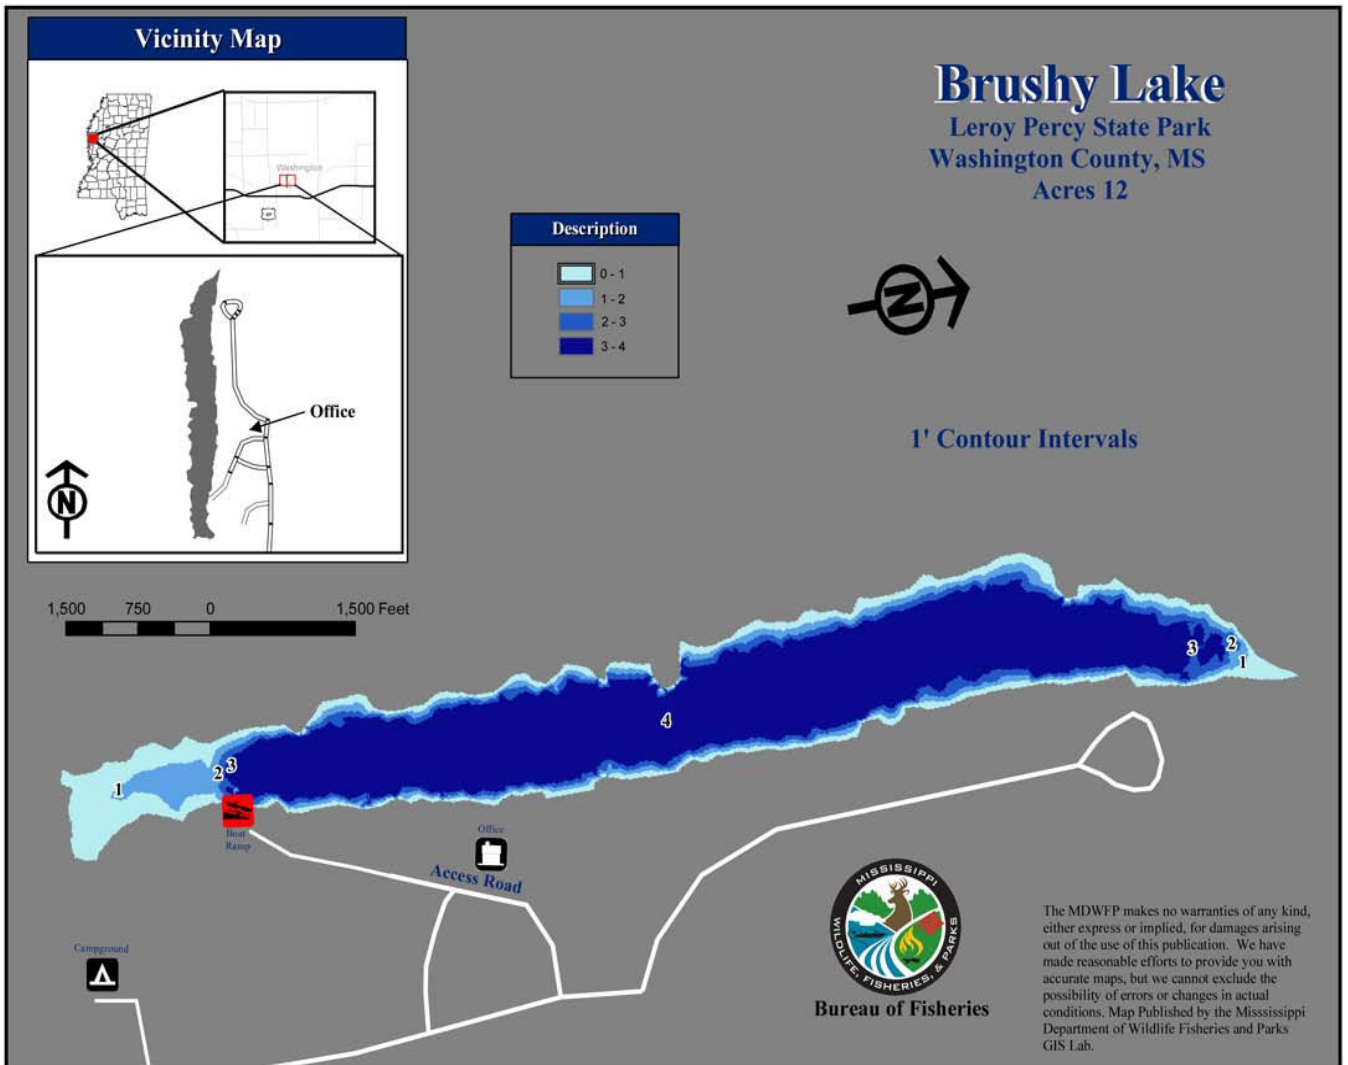 Vicinity Map
Washington
Office
N
Brushy Lake
Leroy Percy State Park
Washington County, MS
Acres 12
Description
0 - 1
1 - 2
2 - 3
3 - 4
N
1' Contour Intervals
1,500 750 0 1,500 Feet
1
2
3
4
3
2
1
Boat
Ramp
Office
Access Road
Campground
MISSISSIPPI
WILDLIFE, FISHERIES, & PARKS
Bureau of Fisheries
The MDWFP makes no warranties of any kind,
either express or implied, for damages arising
out of the use of this publication. We have
made reasonable efforts to provide you with
accurate maps, but we cannot exclude the
possibility of errors or changes in actual
conditions. Map Published by the Misssissippi
Department of Wildlife Fisheries and Parks
GIS Lab.